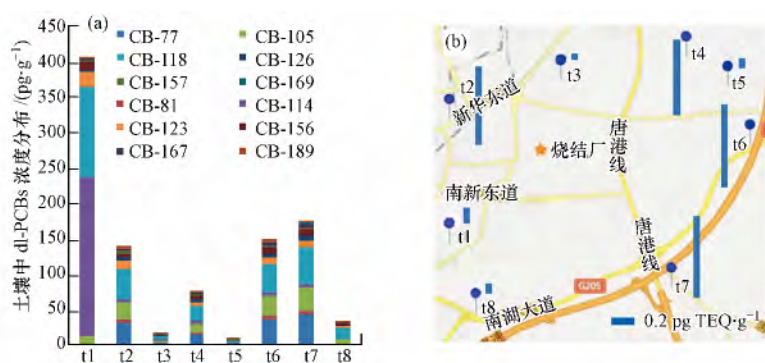 (a)
土壤中 dl-PCBs 浓度分布 /(pg·g⁻¹)
450
400
350
300
250
200
150
100
50
0
CB-77
CB-118
CB-157
CB-81
CB-123
CB-167
CB-105
CB-126
CB-169
CB-114
CB-156
CB-189
t1 t2 t3 t4 t5 t6 t7 t8
(b)
t4
t3
t5
t2
新华东道
t6
唐港线
烧结厂
南新东道
t1
唐港线
t7
G205
t8
南湖大道
0.2 pg TEQ·g⁻¹